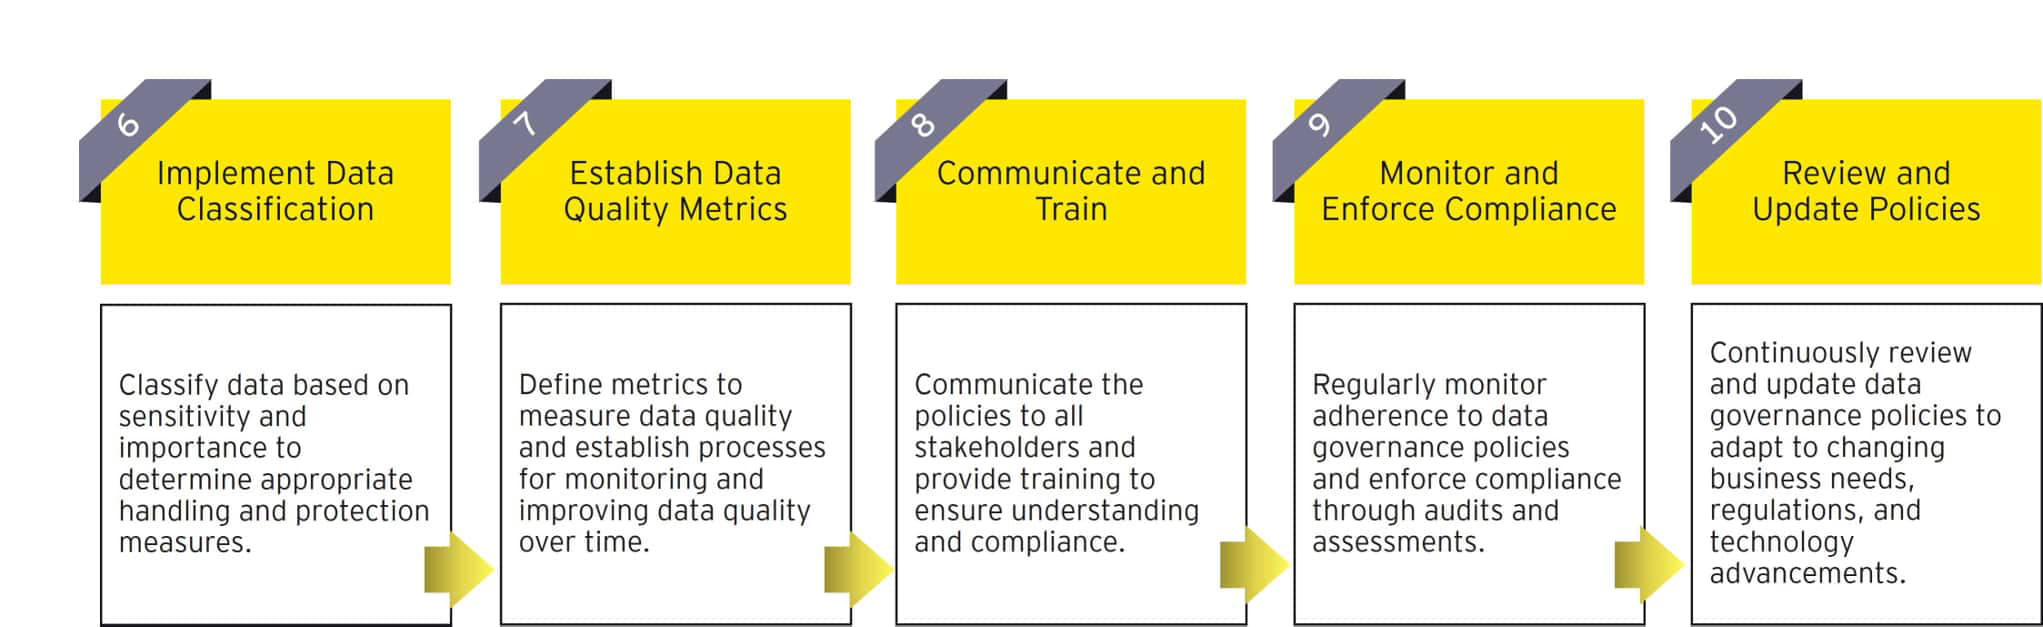 6
Implement Data
Classification
Classify data based on
sensitivity and
importance to
determine appropriate
handling and protection
measures.
7
Establish Data
Quality Metrics
Define metrics to
measure data quality
and establish processes
for monitoring and
improving data quality
over time.
8
Communicate and
Train
Communicate the
policies to all
stakeholders and
provide training to
ensure understanding
and compliance.
9
Monitor and
Enforce Compliance
Regularly monitor
adherence to data
governance policies
and enforce compliance
through audits and
assessments.
10
Review and
Update Policies
Continuously review
and update data
governance policies to
adapt to changing
business needs,
regulations, and
technology
advancements.